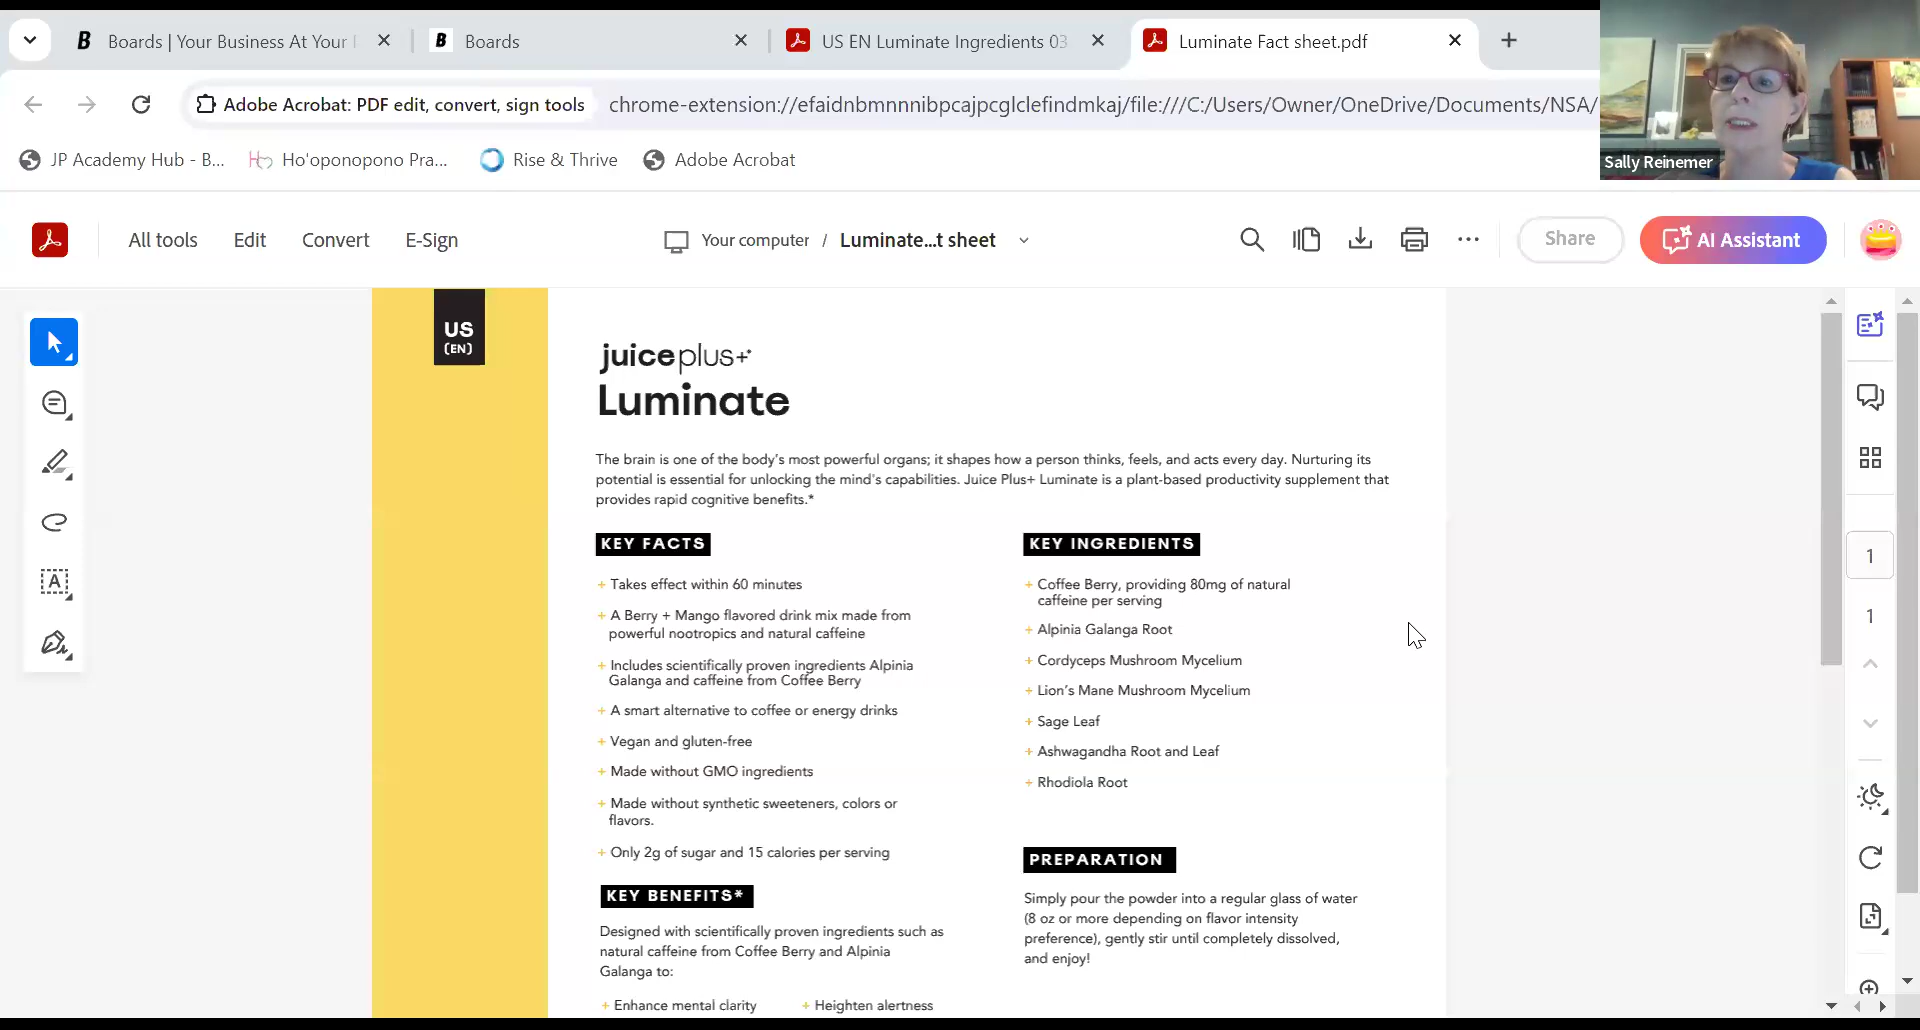 B Boards | Your Business At Your
B Boards
US EN Luminate Ingredients 03
Luminate Fact sheet.pdf
Adobe Acrobat: PDF edit, convert, sign tools
chrome-extension://efaidnbmnnnibpcajpcglclefindmkaj/file:///C:/Users/Owner/OneDrive/Documents/NSA/
JP Academy Hub - B...
Ho'oponopono Pra...
Rise & Thrive
Adobe Acrobat
Sally Reinemer
All tools
Edit
Convert
E-Sign
Your computer / Luminate...t sheet
Share
AI Assistant
US
(EN)
juice plus+
Luminate
The brain is one of the body's most powerful organs; it shapes how a person thinks, feels, and acts every day. Nurturing its
potential is essential for unlocking the mind's capabilities. Juice Plus+ Luminate is a plant-based productivity supplement that
provides rapid cognitive benefits.*
KEY FACTS
+ Takes effect within 60 minutes
+ A Berry + Mango flavored drink mix made from
powerful nootropics and natural caffeine
+ Includes scientifically proven ingredients Alpinia
Galanga and caffeine from Coffee Berry
+ A smart alternative to coffee or energy drinks
+ Vegan and gluten-free
+ Made without GMO ingredients
+ Made without synthetic sweeteners, colors or
flavors.
+ Only 2g of sugar and 15 calories per serving
KEY BENEFITS*
Designed with scientifically proven ingredients such as
natural caffeine from Coffee Berry and Alpinia
Galanga to:
+ Enhance mental clarity
+ Heighten alertness
KEY INGREDIENTS
+ Coffee Berry, providing 80mg of natural
caffeine per serving
+ Alpinia Galanga Root
+ Cordyceps Mushroom Mycelium
+ Lion's Mane Mushroom Mycelium
+ Sage Leaf
+ Ashwagandha Root and Leaf
+ Rhodiola Root
PREPARATION
Simply pour the powder into a regular glass of water
(8 oz or more depending on flavor intensity
preference), gently stir until completely dissolved,
and enjoy!
1
1